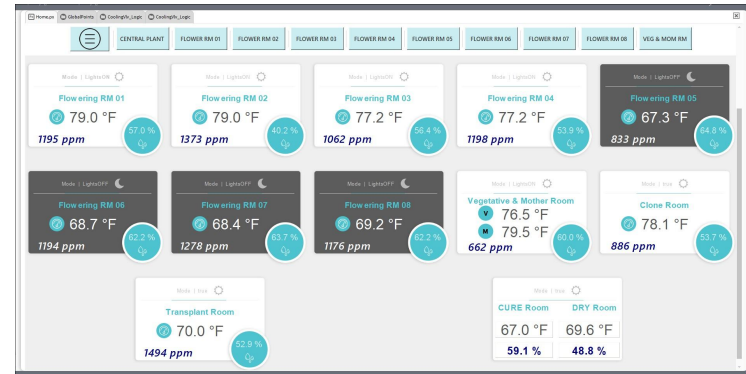 Home.px GlobalPoints CoolingViv_Logic CoolingViv_Logic
CENTRAL PLANT FLOWER RM 01 FLOWER RM 02 FLOWER RM 03 FLOWER RM 04 FLOWER RM 05 FLOWER RM 06 FLOWER RM 07 FLOWER RM 08 VEG & MOM RM
Mode | LightsON
Flowering RM 01
79.0 °F
57.0 %
1195 ppm
Mode | LightsON
Flowering RM 02
79.0 °F
40.2 %
1373 ppm
Mode | LightsON
Flowering RM 03
77.2 °F
56.4 %
1062 ppm
Mode | LightsON
Flowering RM 04
77.2 °F
53.9 %
1198 ppm
Mode | LightsOFF
Flowering RM 05
67.3 °F
64.8 %
833 ppm
Mode | LightsOFF
Flowering RM 06
68.7 °F
62.2 %
1194 ppm
Mode | LightsOFF
Flowering RM 07
68.4 °F
63.7 %
1278 ppm
Mode | LightsOFF
Flowering RM 08
69.2 °F
62.2 %
1176 ppm
Mode | LightsON
Vegetative & Mother Room
V 76.5 °F
M 79.5 °F
60.0 %
662 ppm
Mode | true
Clone Room
78.1 °F
53.7 %
886 ppm
Mode | true
Transplant Room
70.0 °F
52.9 %
1494 ppm
Mode | true
CURE Room DRY Room
67.0 °F 69.6 °F
59.1 % 48.8 %